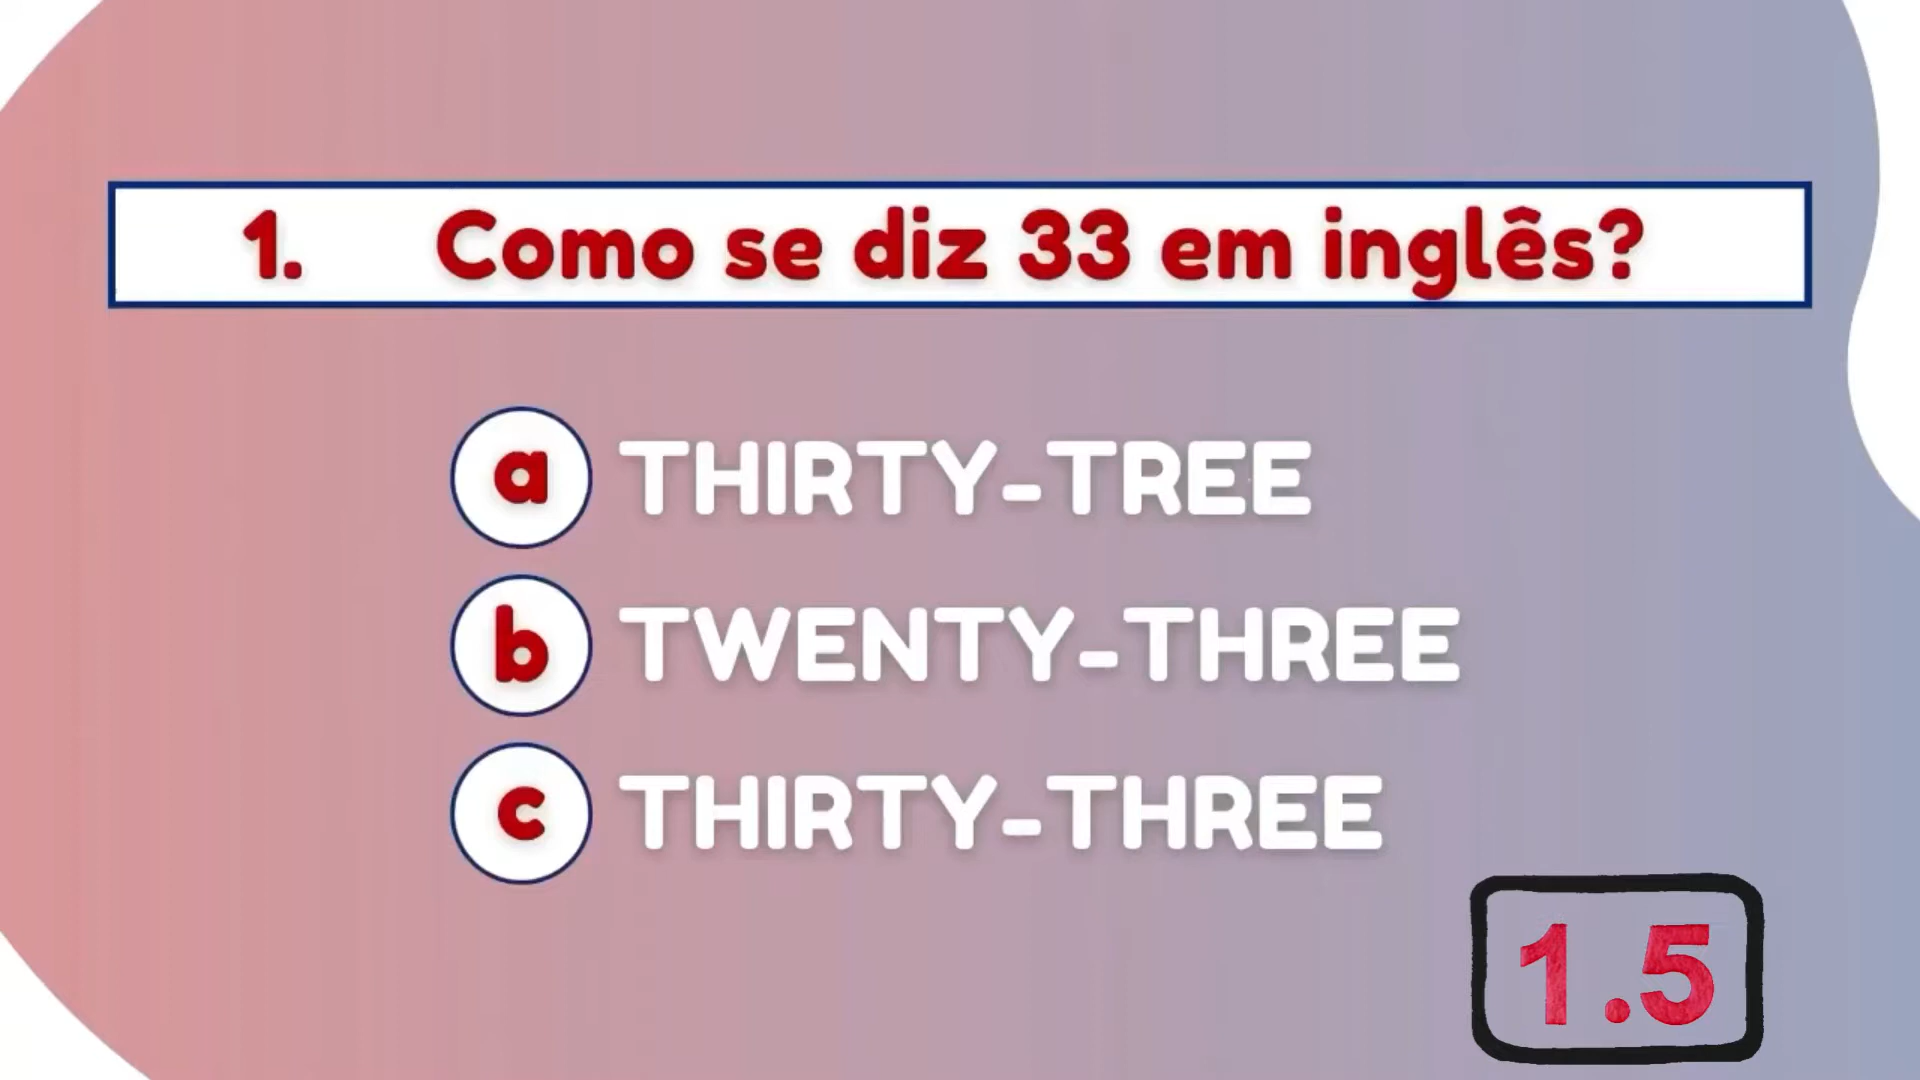 1. Como se diz 33 em inglês?
a THIRTY-TREE
b TWENTY-THREE
c THIRTY-THREE
1.5